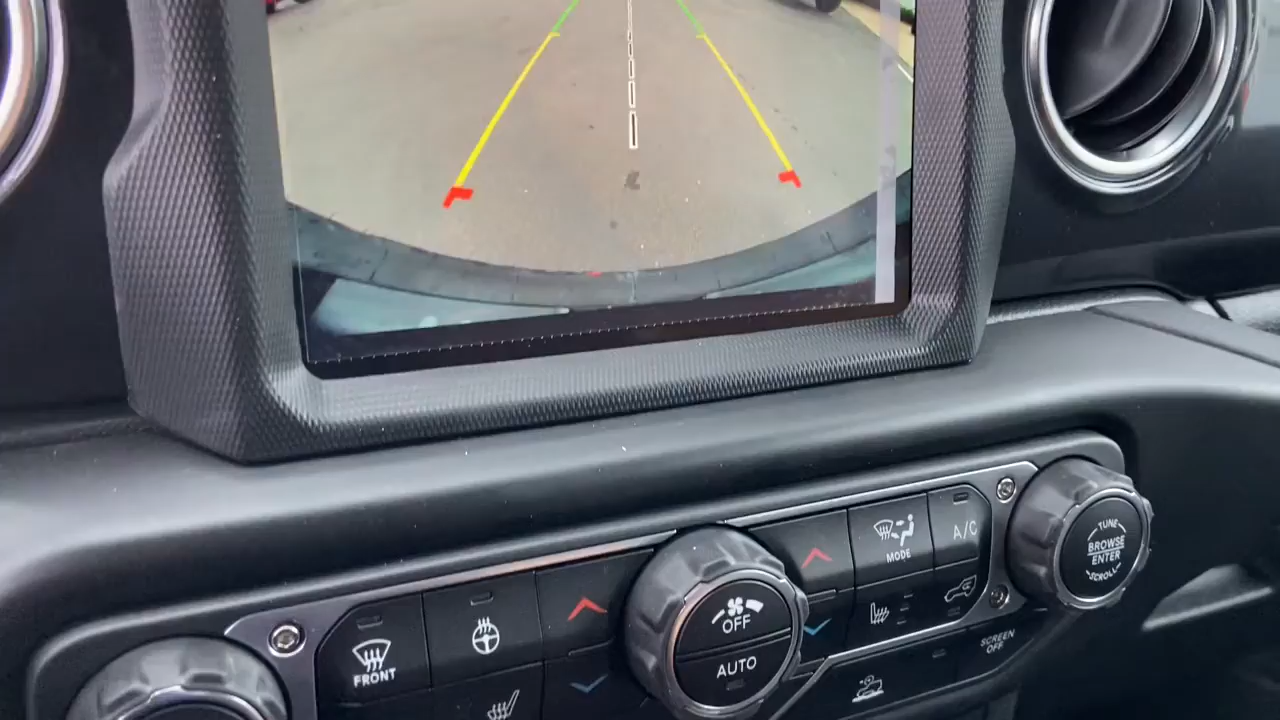 FRONT
OFF
AUTO
MODE
A/C
SCREEN
OFF
TUNE
BROWSE
ENTER
SCROLL